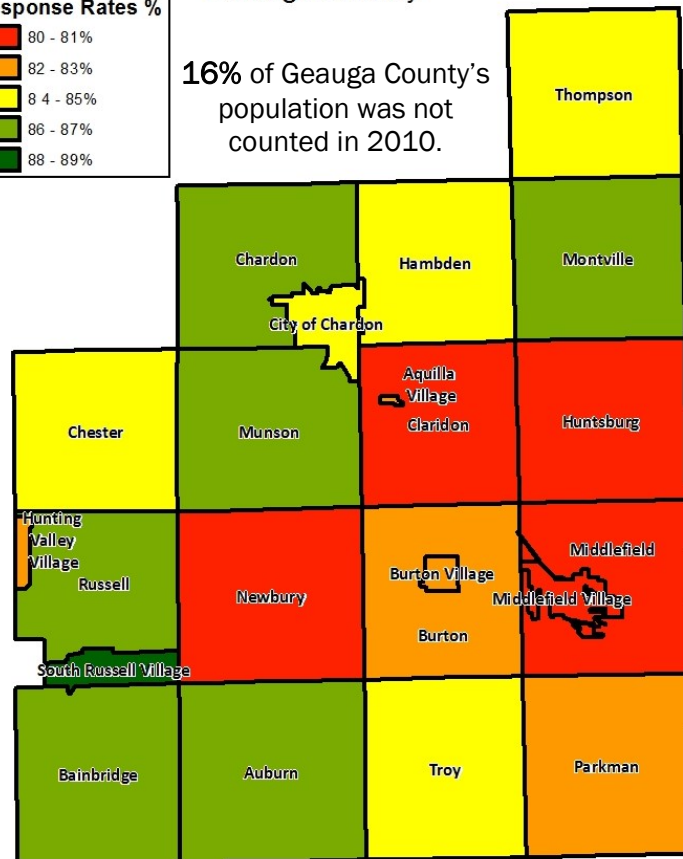 sponse Rates %
80 - 81%
82 - 83%
8 4 - 85%
86 - 87%
88 - 89%
16% of Geauga County's
population was not
counted in 2010.
Thompson
Chardon
Hambden
Montville
City of Chardon
Aquilla
Village
Chester
Munson
Claridon
Huntsburg
Hunting
Valley
Village
Russell
Newbury
Burton Village
Burton
Middlefield
Middlefield Village
South Russell Village
Bainbridge
Auburn
Troy
Parkman